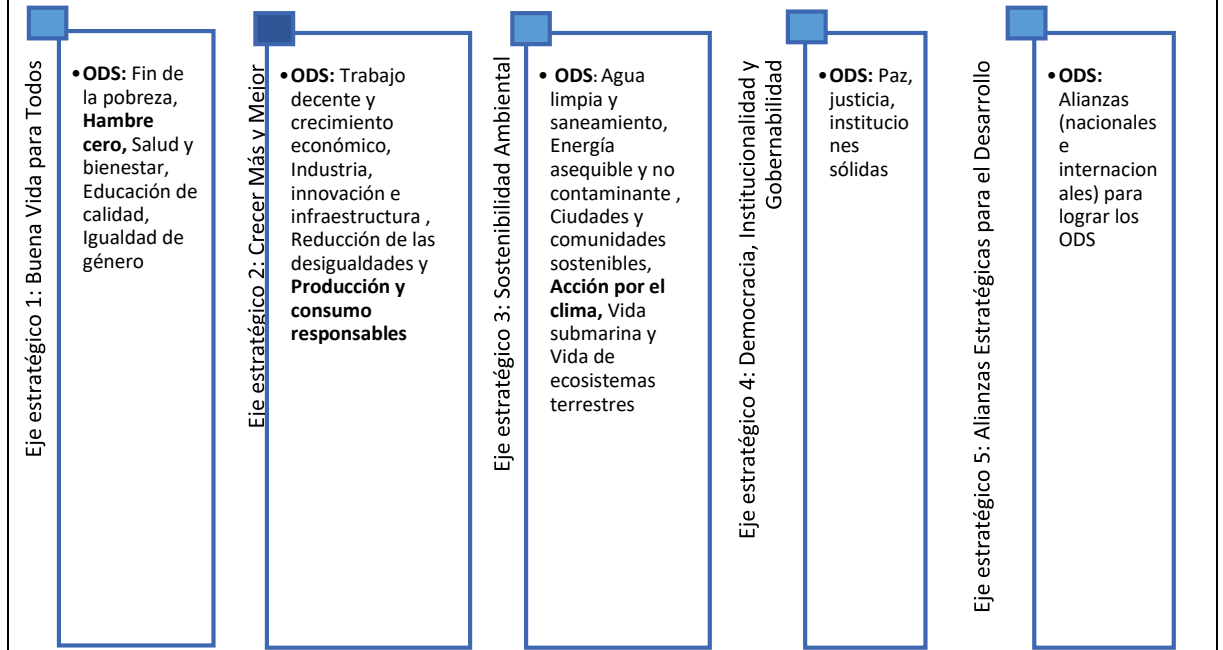 Eje estratégico 1: Buena Vida para Todos
•ODS: Fin de
la pobreza,
Hambre
cero, Salud y
bienestar,
Educación de
calidad,
Igualdad de
género
Eje estratégico 2: Crecer Más y Mejor
•ODS: Trabajo
decente y
crecimiento
económico,
Industria,
innovación e
infraestructura ,
Reducción de las
desigualdades y
Producción y
consumo
responsables
Eje estratégico 3: Sostenibilidad Ambiental
• ODS: Agua
limpia y
saneamiento,
Energía
asequible y no
contaminante ,
Ciudades y
comunidades
sostenibles,
Acción por el
clima, Vida
submarina y
Vida de
ecosistemas
terrestres
Eje estratégico 4: Democracia, Institucionalidad y
Gobernabilidad
•ODS: Paz,
justicia,
institucio
nes
sólidas
Eje estratégico 5: Alianzas Estratégicas para el Desarrollo
•ODS:
Alianzas
(nacionales
e
internacion
ales) para
lograr los
ODS